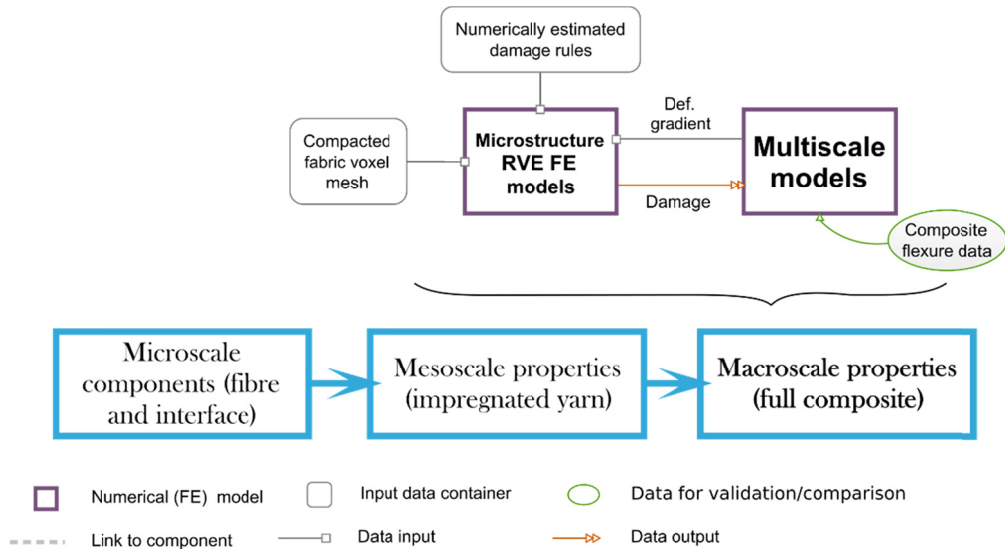 Numerically estimated
damage rules
Compacted
fabric voxel
mesh
Microstructure
RVE FE
models
Def.
gradient
Damage
Multiscale
models
Composite
flexure data
Microscale
components (fibre
and interface)
Mesoscale properties
(impregnated yarn)
Macroscale properties
(full composite)
Numerical (FE) model
Input data container
Data for validation/comparison
Link to component
Data input
Data output